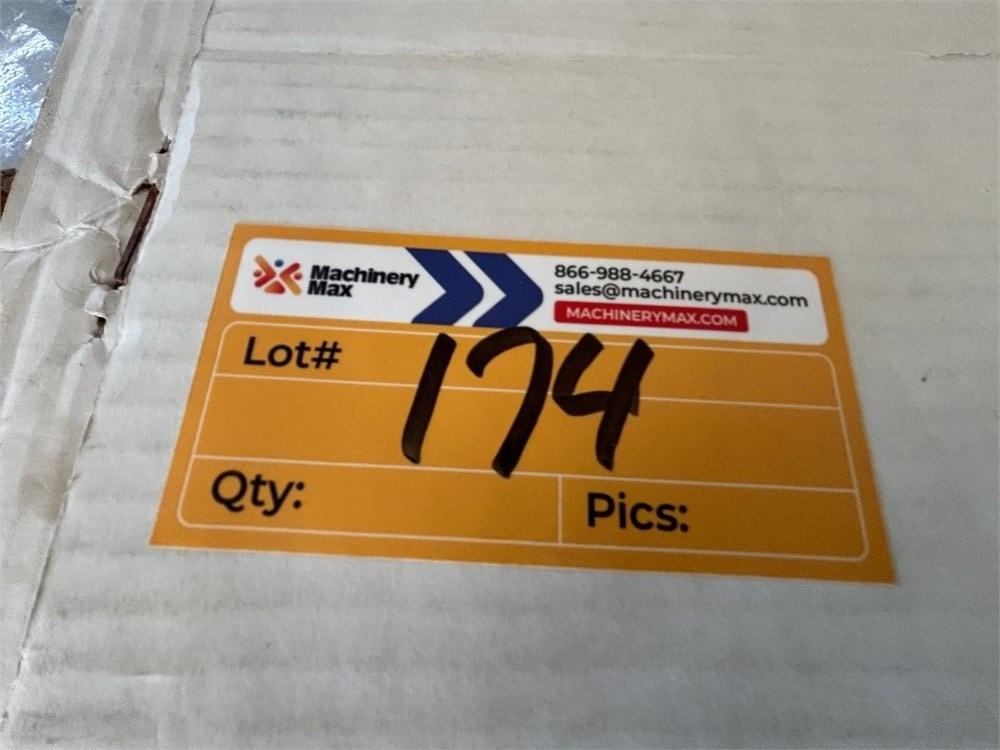 Machinery
Max
866-988-4667
sales@machinerymax.com
MACHINERYMAX.COM
Lot# 174
Qty:
Pics: